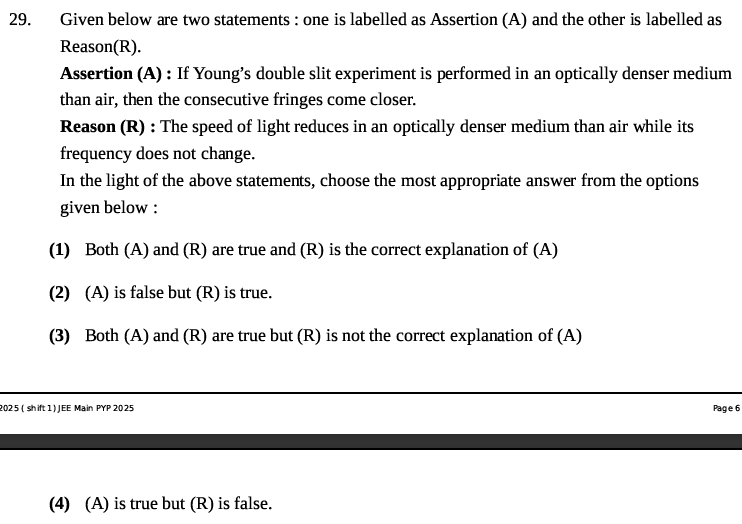 29. Given below are two statements : one is labelled as Assertion (A) and the other is labelled as
Reason(R).
Assertion (A) : If Young’s double slit experiment is performed in an optically denser medium
than air, then the consecutive fringes come closer.
Reason (R) : The speed of light reduces in an optically denser medium than air while its
frequency does not change.
In the light of the above statements, choose the most appropriate answer from the options
given below :
(1) Both (A) and (R) are true and (R) is the correct explanation of (A)
(2) (A) is false but (R) is true.
(3) Both (A) and (R) are true but (R) is not the correct explanation of (A)
2025 ( shift 1) JEE Main PYP 2025 Page 6
(4) (A) is true but (R) is false.